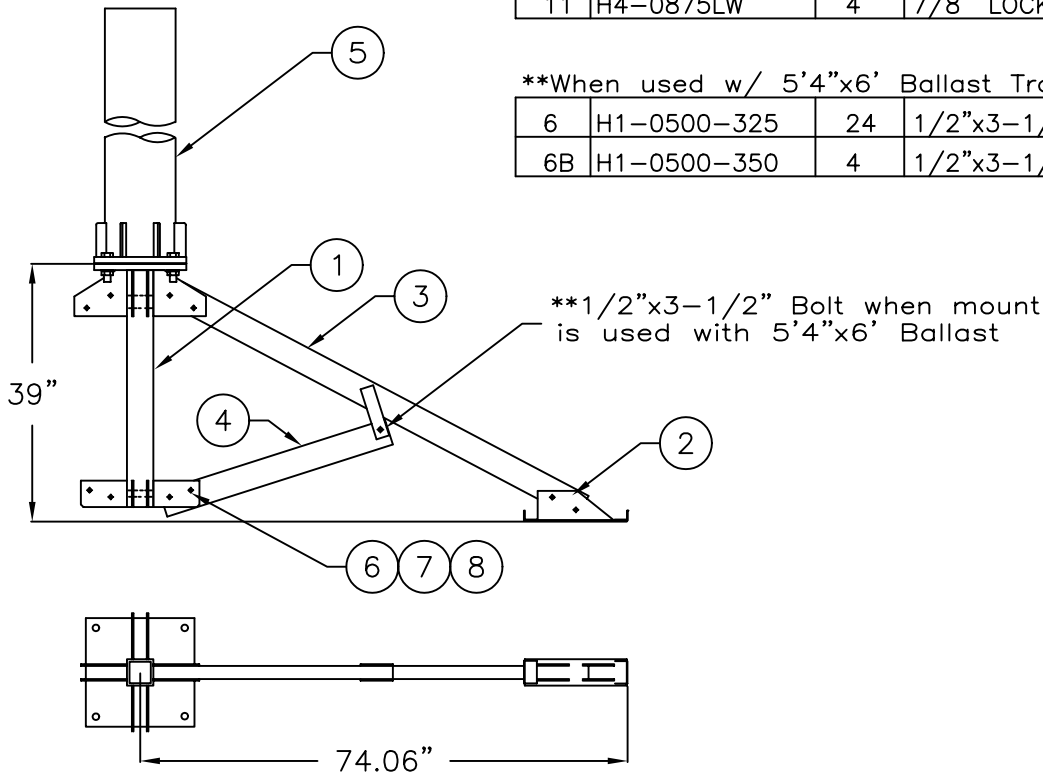 11 H4-0875LW 4 7/8" LOCK
**When used w/ 5'4"x6' Ballast Tra
6 H1-0500-325 24 1/2"x3-1/
6B H1-0500-350 4 1/2"x3-1/
5
1
3
**1/2"x3-1/2" Bolt when mount
is used with 5'4"x6' Ballast
39"
4
2
6 7 8
74.06"